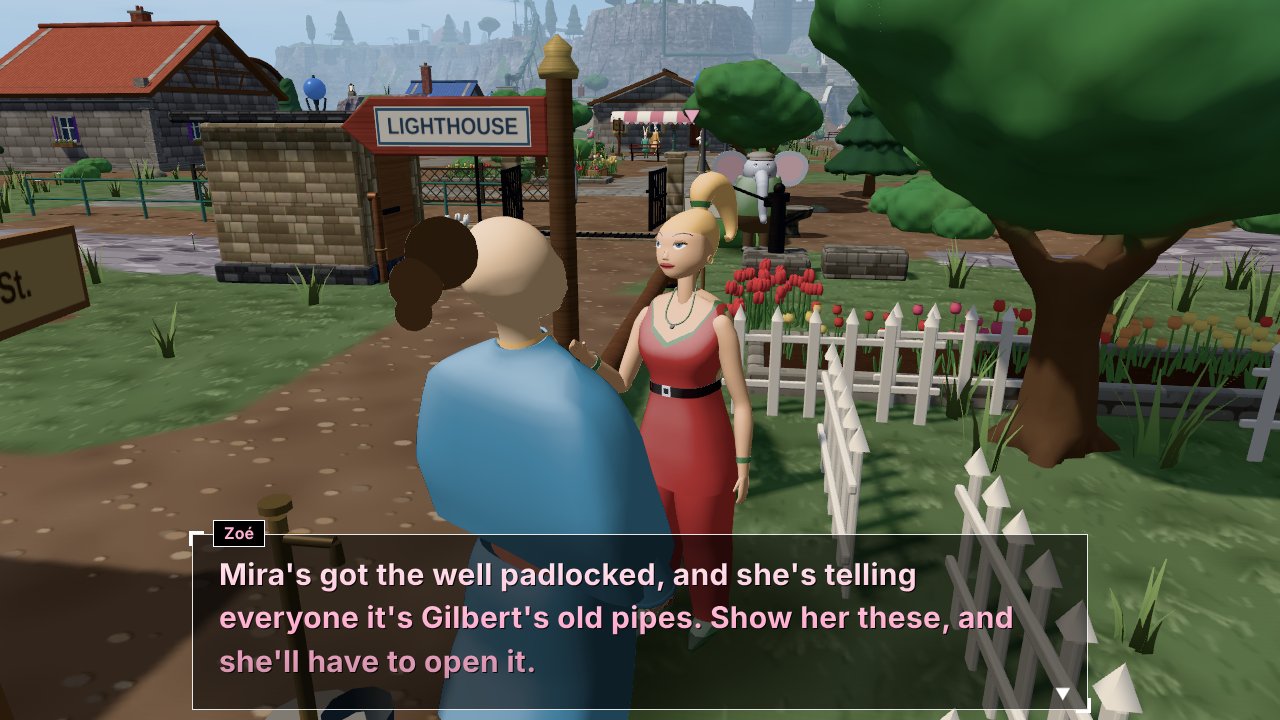 LIGHTHOUSE
St.
Zoé
Mira's got the well padlocked, and she's telling
everyone it's Gilbert's old pipes. Show her these, and
she'll have to open it.